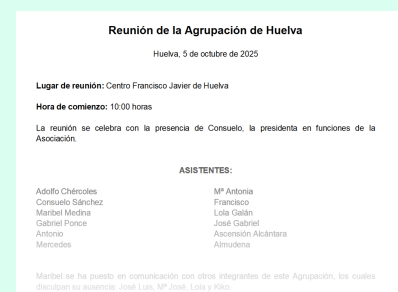 Reunión de la Agrupación de Huelva
Huelva, 5 de octubre de 2025
Lugar de reunión: Centro Francisco Javier de Huelva
Hora de comienzo: 10:00 horas
La reunión se celebra con la presencia de Consuelo, la presidenta en funciones de la
Asociación.
ASISTENTES:
Adolfo Chércoles
Consuelo Sánchez
Maribel Medina
Gabriel Ponce
Antonio
Mercedes
Mª Antonia
Francisco
Lola Galán
José Gabriel
Ascensión Alcántara
Almudena
Maribel se ha puesto en comunicación con otros integrantes de este Agrupación, los cuales
disculpan su ausencia: José Luis, Mª José, Lola y Kiko.